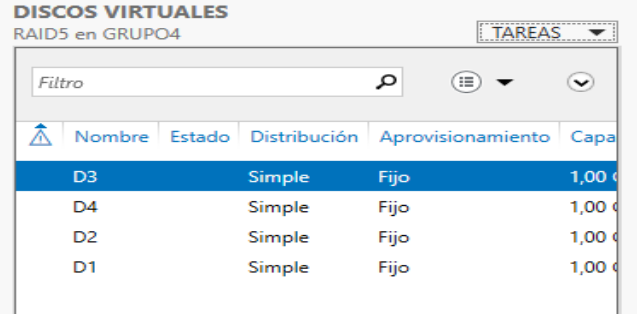 DISCOS VIRTUALES
RAID5 en GRUPO4
TAREAS
Filtro
Nombre Estado Distribución Aprovisionamiento Capa
D3 Simple Fijo 1,00
D4 Simple Fijo 1,00
D2 Simple Fijo 1,00
D1 Simple Fijo 1,00